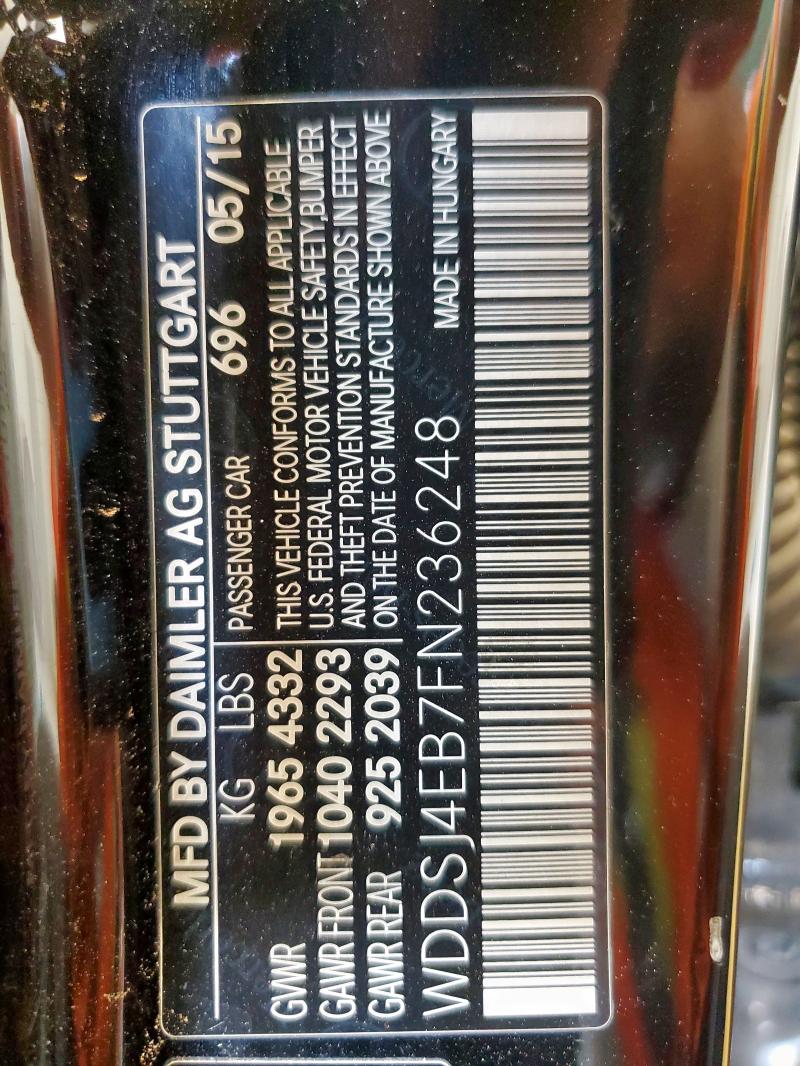 MFD BY DAIMLER AG STUTTGART
KG LBS PASSENGER CAR 696 05/15
GVWR 1965 4332 THIS VEHICLE CONFORMS TO ALL APPLICABLE
GAWR FRONT 1040 2293 U.S. FEDERAL MOTOR VEHICLE SAFETY,BUMPER
GAWR REAR 925 2039 AND THEFT PREVENTION STANDARDS IN EFFECT
ON THE DATE OF MANUFACTURE SHOWN ABOVE
WDDSJ4EB7FN236248 MADE IN HUNGARY